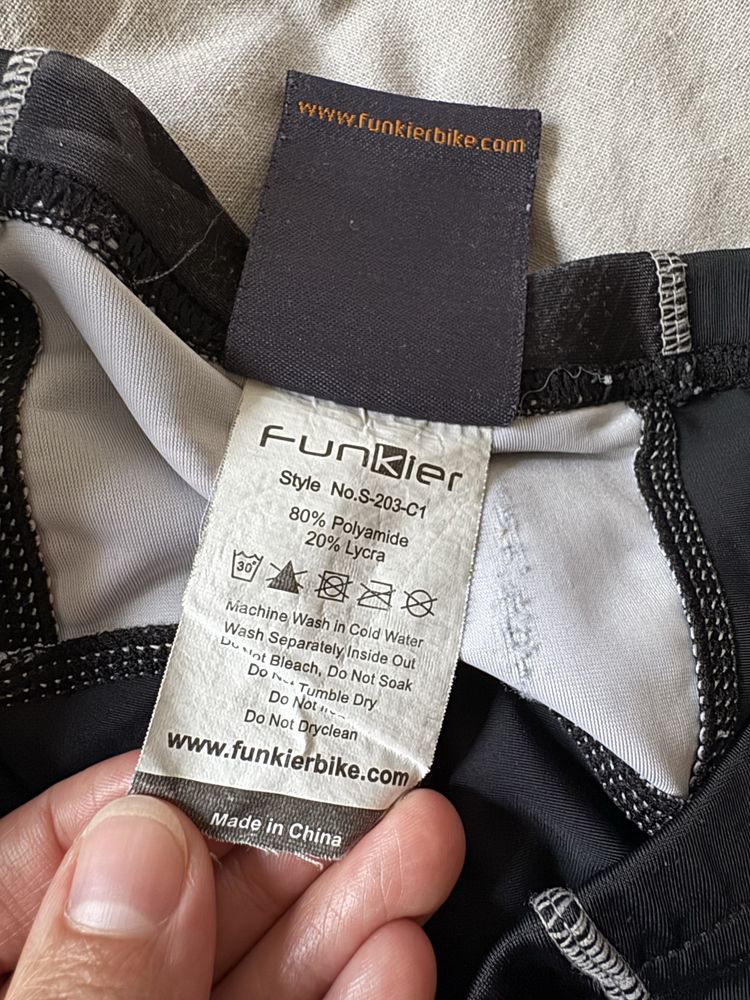 www.funkierbike.com
Funkier
Style No.S-203-C1
80% Polyamide
20% Lycra
30°
Machine Wash in Cold Water
Wash Separately Inside Out
Do Not Bleach, Do Not Soak
Do Not Tumble Dry
Do Not
Do Not Dryclean
www.funkierbike.com
Made in China